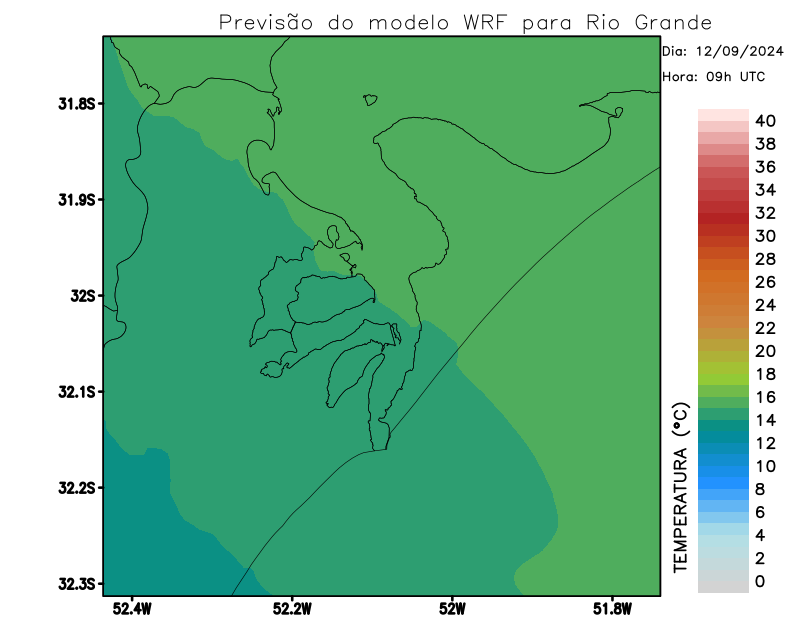 Previsão do modelo WRF para Rio Grande
Dia: 12/09/2024
Hora: 09h UTC
31.8S
31.9S
32S
32.1S
32.2S
32.3S
52.4W
52.2W
52W
51.8W
TEMPERATURA (°C)
40
38
36
34
32
30
28
26
24
22
20
18
16
14
12
10
8
6
4
2
0